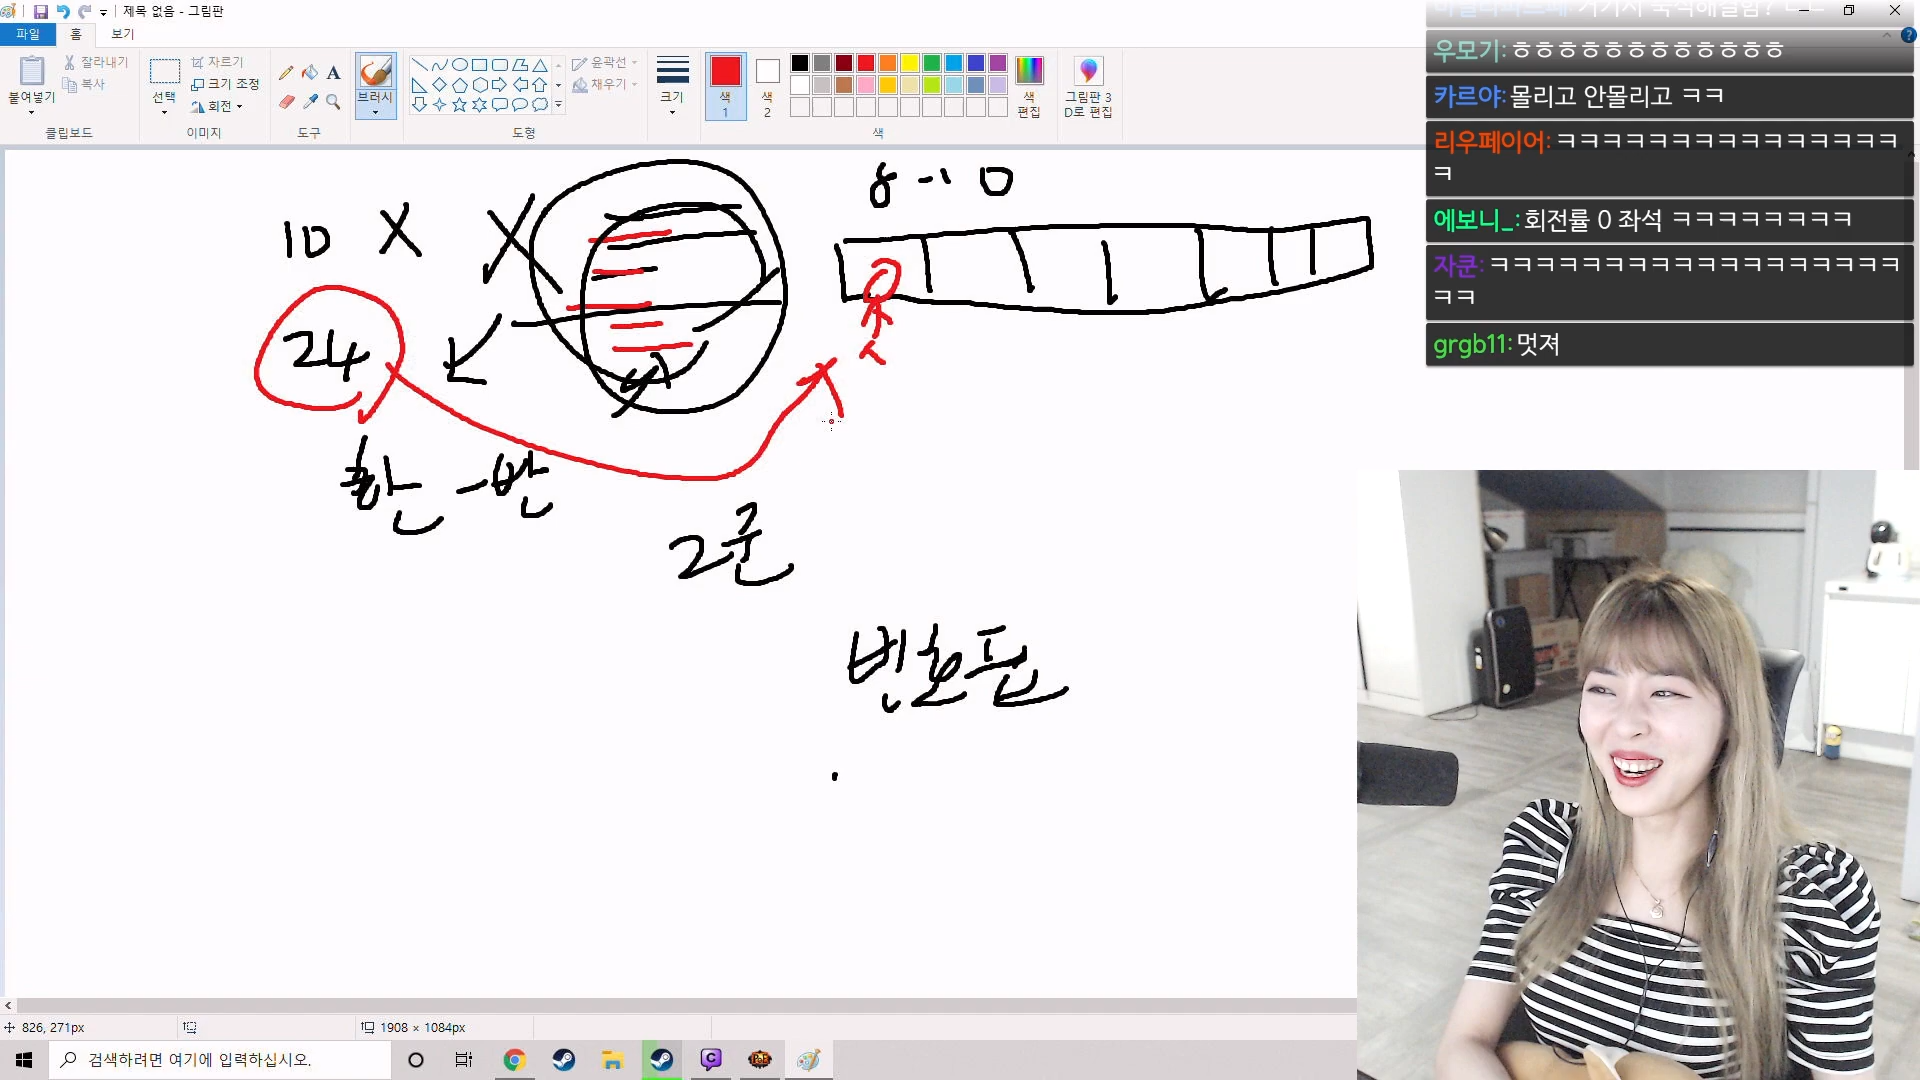 제목 없음 - 그림판
파일 홈 보기
붙여넣기
잘라내기
복사
클립보드
선택
자르기
크기 조정
회전
이미지
도구
브러시
도형
윤곽선
채우기
크기
색 1
색 2
색
색 편집
그림판 3D로 편집
우모기: ㅎㅎㅎㅎㅎㅎㅎㅎㅎㅎㅎㅎ
카르야: 몰리고 안몰리고 ㅋㅋ
리우페이어: ㅋㅋㅋㅋㅋㅋㅋㅋㅋㅋㅋㅋㅋㅋㅋ
ㅋ
에보니_: 회전률 0 좌석 ㅋㅋㅋㅋㅋㅋㅋㅋ
자쿤: ㅋㅋㅋㅋㅋㅋㅋㅋㅋㅋㅋㅋㅋㅋㅋㅋㅋㅋ
ㅋㅋ
grgb11: 멋져
10 X
24
2준
번호판
826, 271px
1908 × 1084px
검색하려면 여기에 입력하십시오.